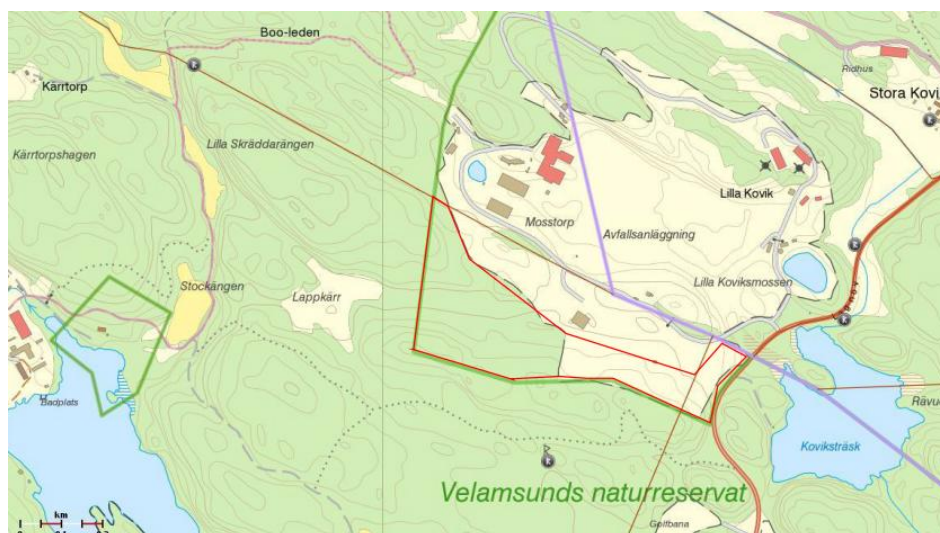 Boo-leden
Ridhus
Kärrtorp
Stora Kovi
Lilla Skräddarängen
Kärrtorpshagen
Lilla Kovik
Mosstorp
Avfallsanläggning
Stockängen
Lappkärr
Lilla Koviksmossen
Badplats
Rävud
Koviksträsk
Velamsunds naturreservat
km
Golfbana